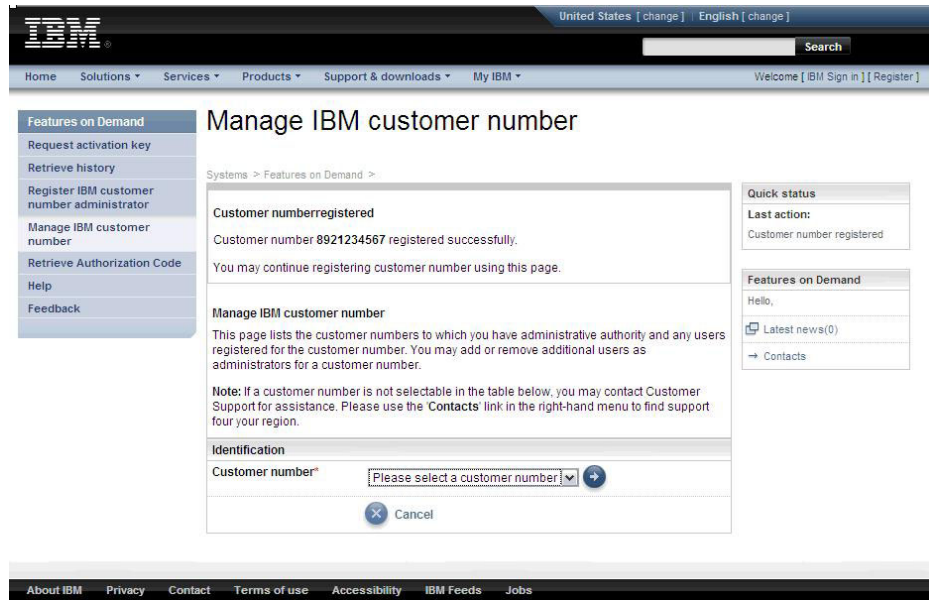 United States [ change ] | English [ change ]
IBM®
Search
Home Solutions Services Products Support & downloads My IBM Welcome [ IBM Sign in ] [ Register ]
Features on Demand
Request activation key
Retrieve history
Register IBM customer
number administrator
Manage IBM customer
number
Retrieve Authorization Code
Help
Feedback
Manage IBM customer number
Systems > Features on Demand >
Customer numberregistered
Customer number 8921234567 registered successfully.
You may continue registering customer number using this page.
Manage IBM customer number
This page lists the customer numbers to which you have administrative authority and any users
registered for the customer number. You may add or remove additional users as
administrators for a customer number.
Note: If a customer number is not selectable in the table below, you may contact Customer
Support for assistance. Please use the 'Contacts' link in the right-hand menu to find support
four your region.
Identification
Customer number* Please select a customer number
Cancel
Quick status
Last action:
Customer number registered
Features on Demand
Hello,
Latest news(0)
→ Contacts
About IBM Privacy Contact Terms of use Accessibility IBM Feeds Jobs